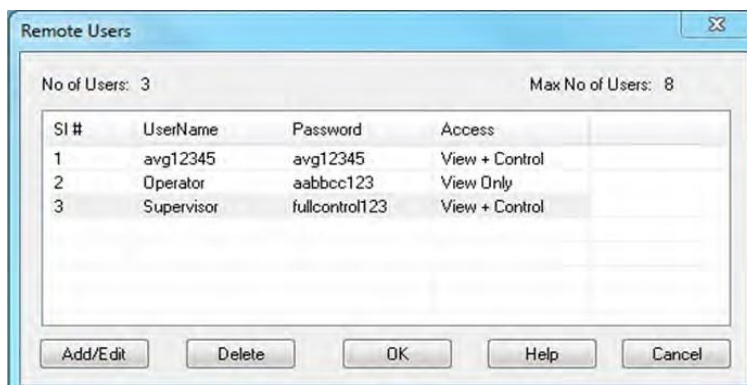 Remote Users
No of Users: 3 Max No of Users: 8
Sl # UserName Password Access
1 avg12345 avg12345 View + Control
2 Operator aabbcc123 View Only
3 Supervisor fullcontrol123 View + Control
Add/Edit Delete OK Help Cancel